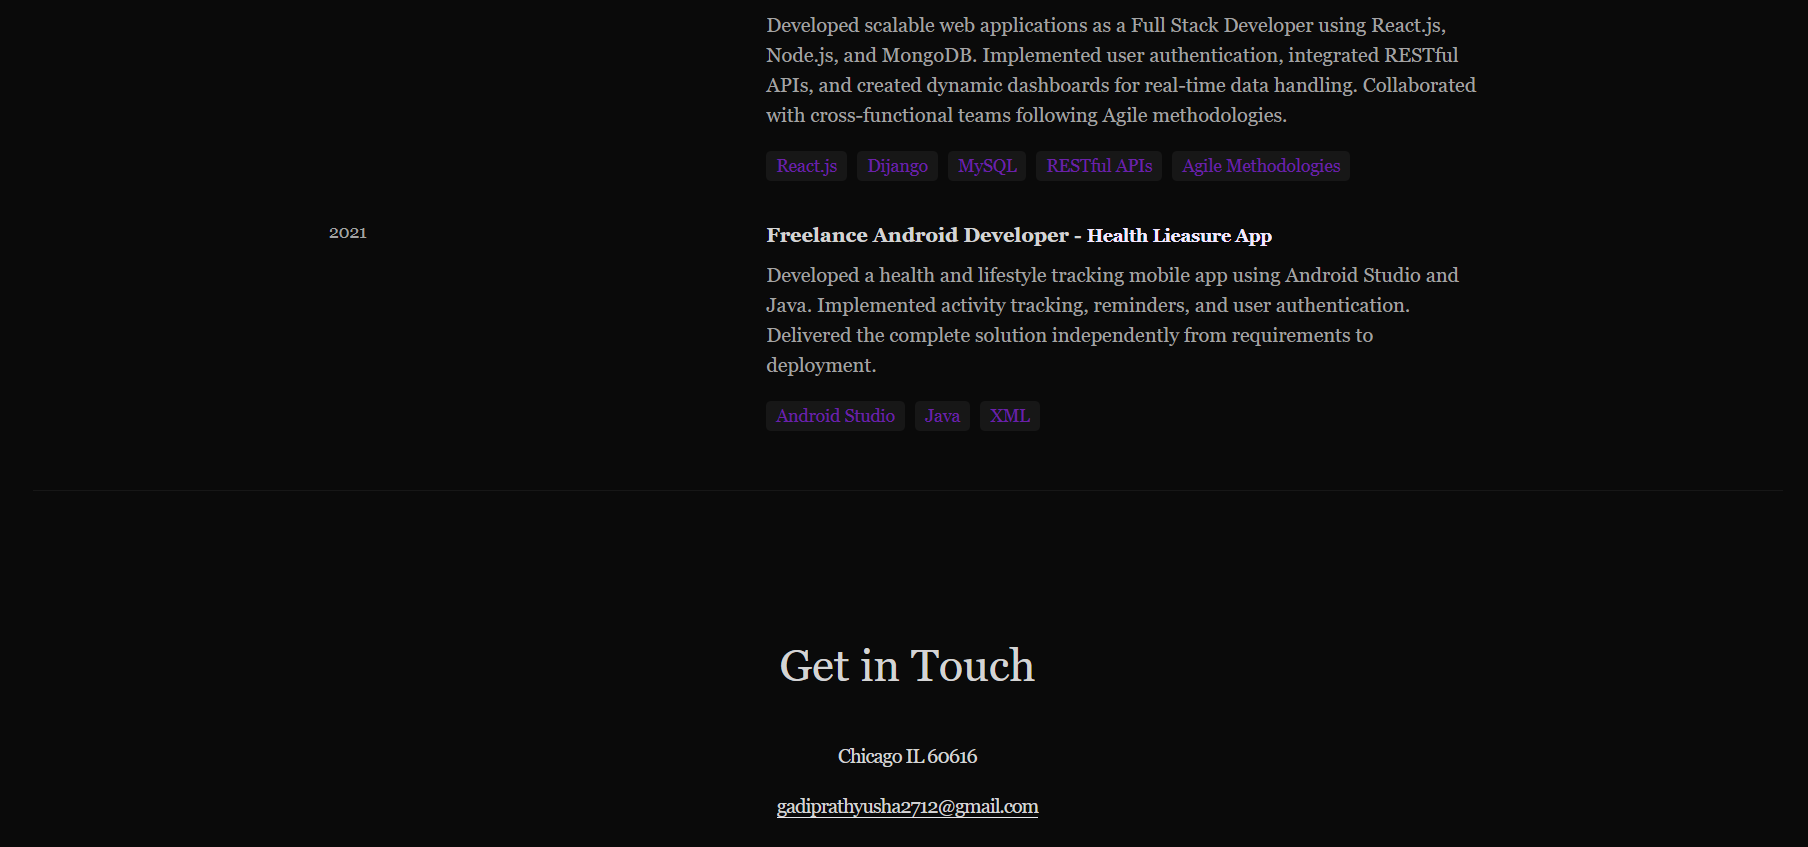 Developed scalable web applications as a Full Stack Developer using React.js,
Node.js, and MongoDB. Implemented user authentication, integrated RESTful
APIs, and created dynamic dashboards for real-time data handling. Collaborated
with cross-functional teams following Agile methodologies.
React.js Dijango MySQL RESTful APIs Agile Methodologies
2021
Freelance Android Developer - Health Lieasure App
Developed a health and lifestyle tracking mobile app using Android Studio and
Java. Implemented activity tracking, reminders, and user authentication.
Delivered the complete solution independently from requirements to
deployment.
Android Studio Java XML
Get in Touch
Chicago IL 60616
gadiprathyusha2712@gmail.com